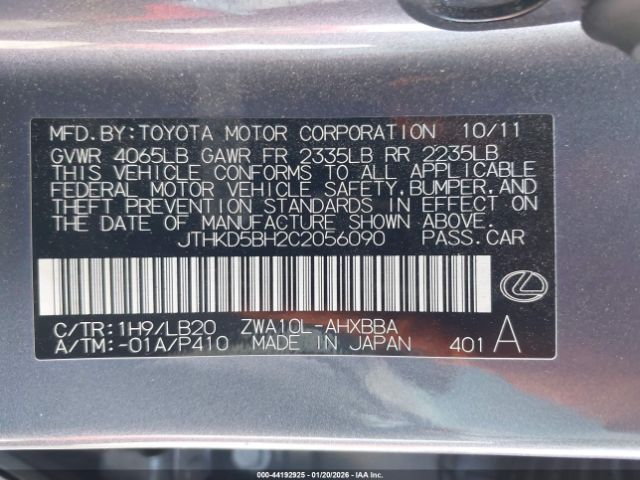 MFD. BY: TOYOTA MOTOR CORPORATION 10/11
GVWR 4065LB GAWR FR 2335LB RR 2235LB
THIS VEHICLE CONFORMS TO ALL APPLICABLE
FEDERAL MOTOR VEHICLE SAFETY, BUMPER, AND
THEFT PREVENTION STANDARDS IN EFFECT ON
THE DATE OF MANUFACTURE SHOWN ABOVE.
JTHKD5BH2C2056090 PASS. CAR
C/TR: 1H9/LB20 ZWA10L-AHXBBA
A/TM: -01A/P410 MADE IN JAPAN 401 A
000-44192925 - 01/20/2026 - IAAI.CA